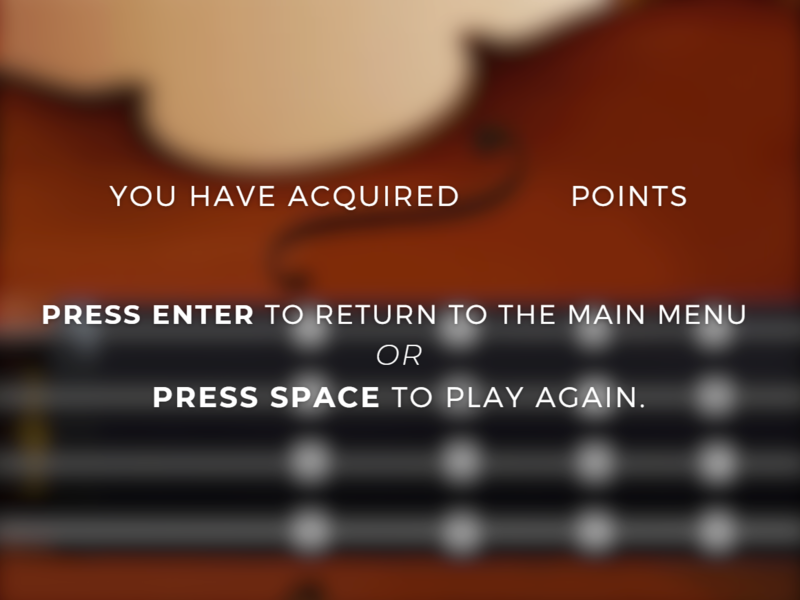 YOU HAVE ACQUIRED POINTS
PRESS ENTER TO RETURN TO THE MAIN MENU
OR
PRESS SPACE TO PLAY AGAIN.